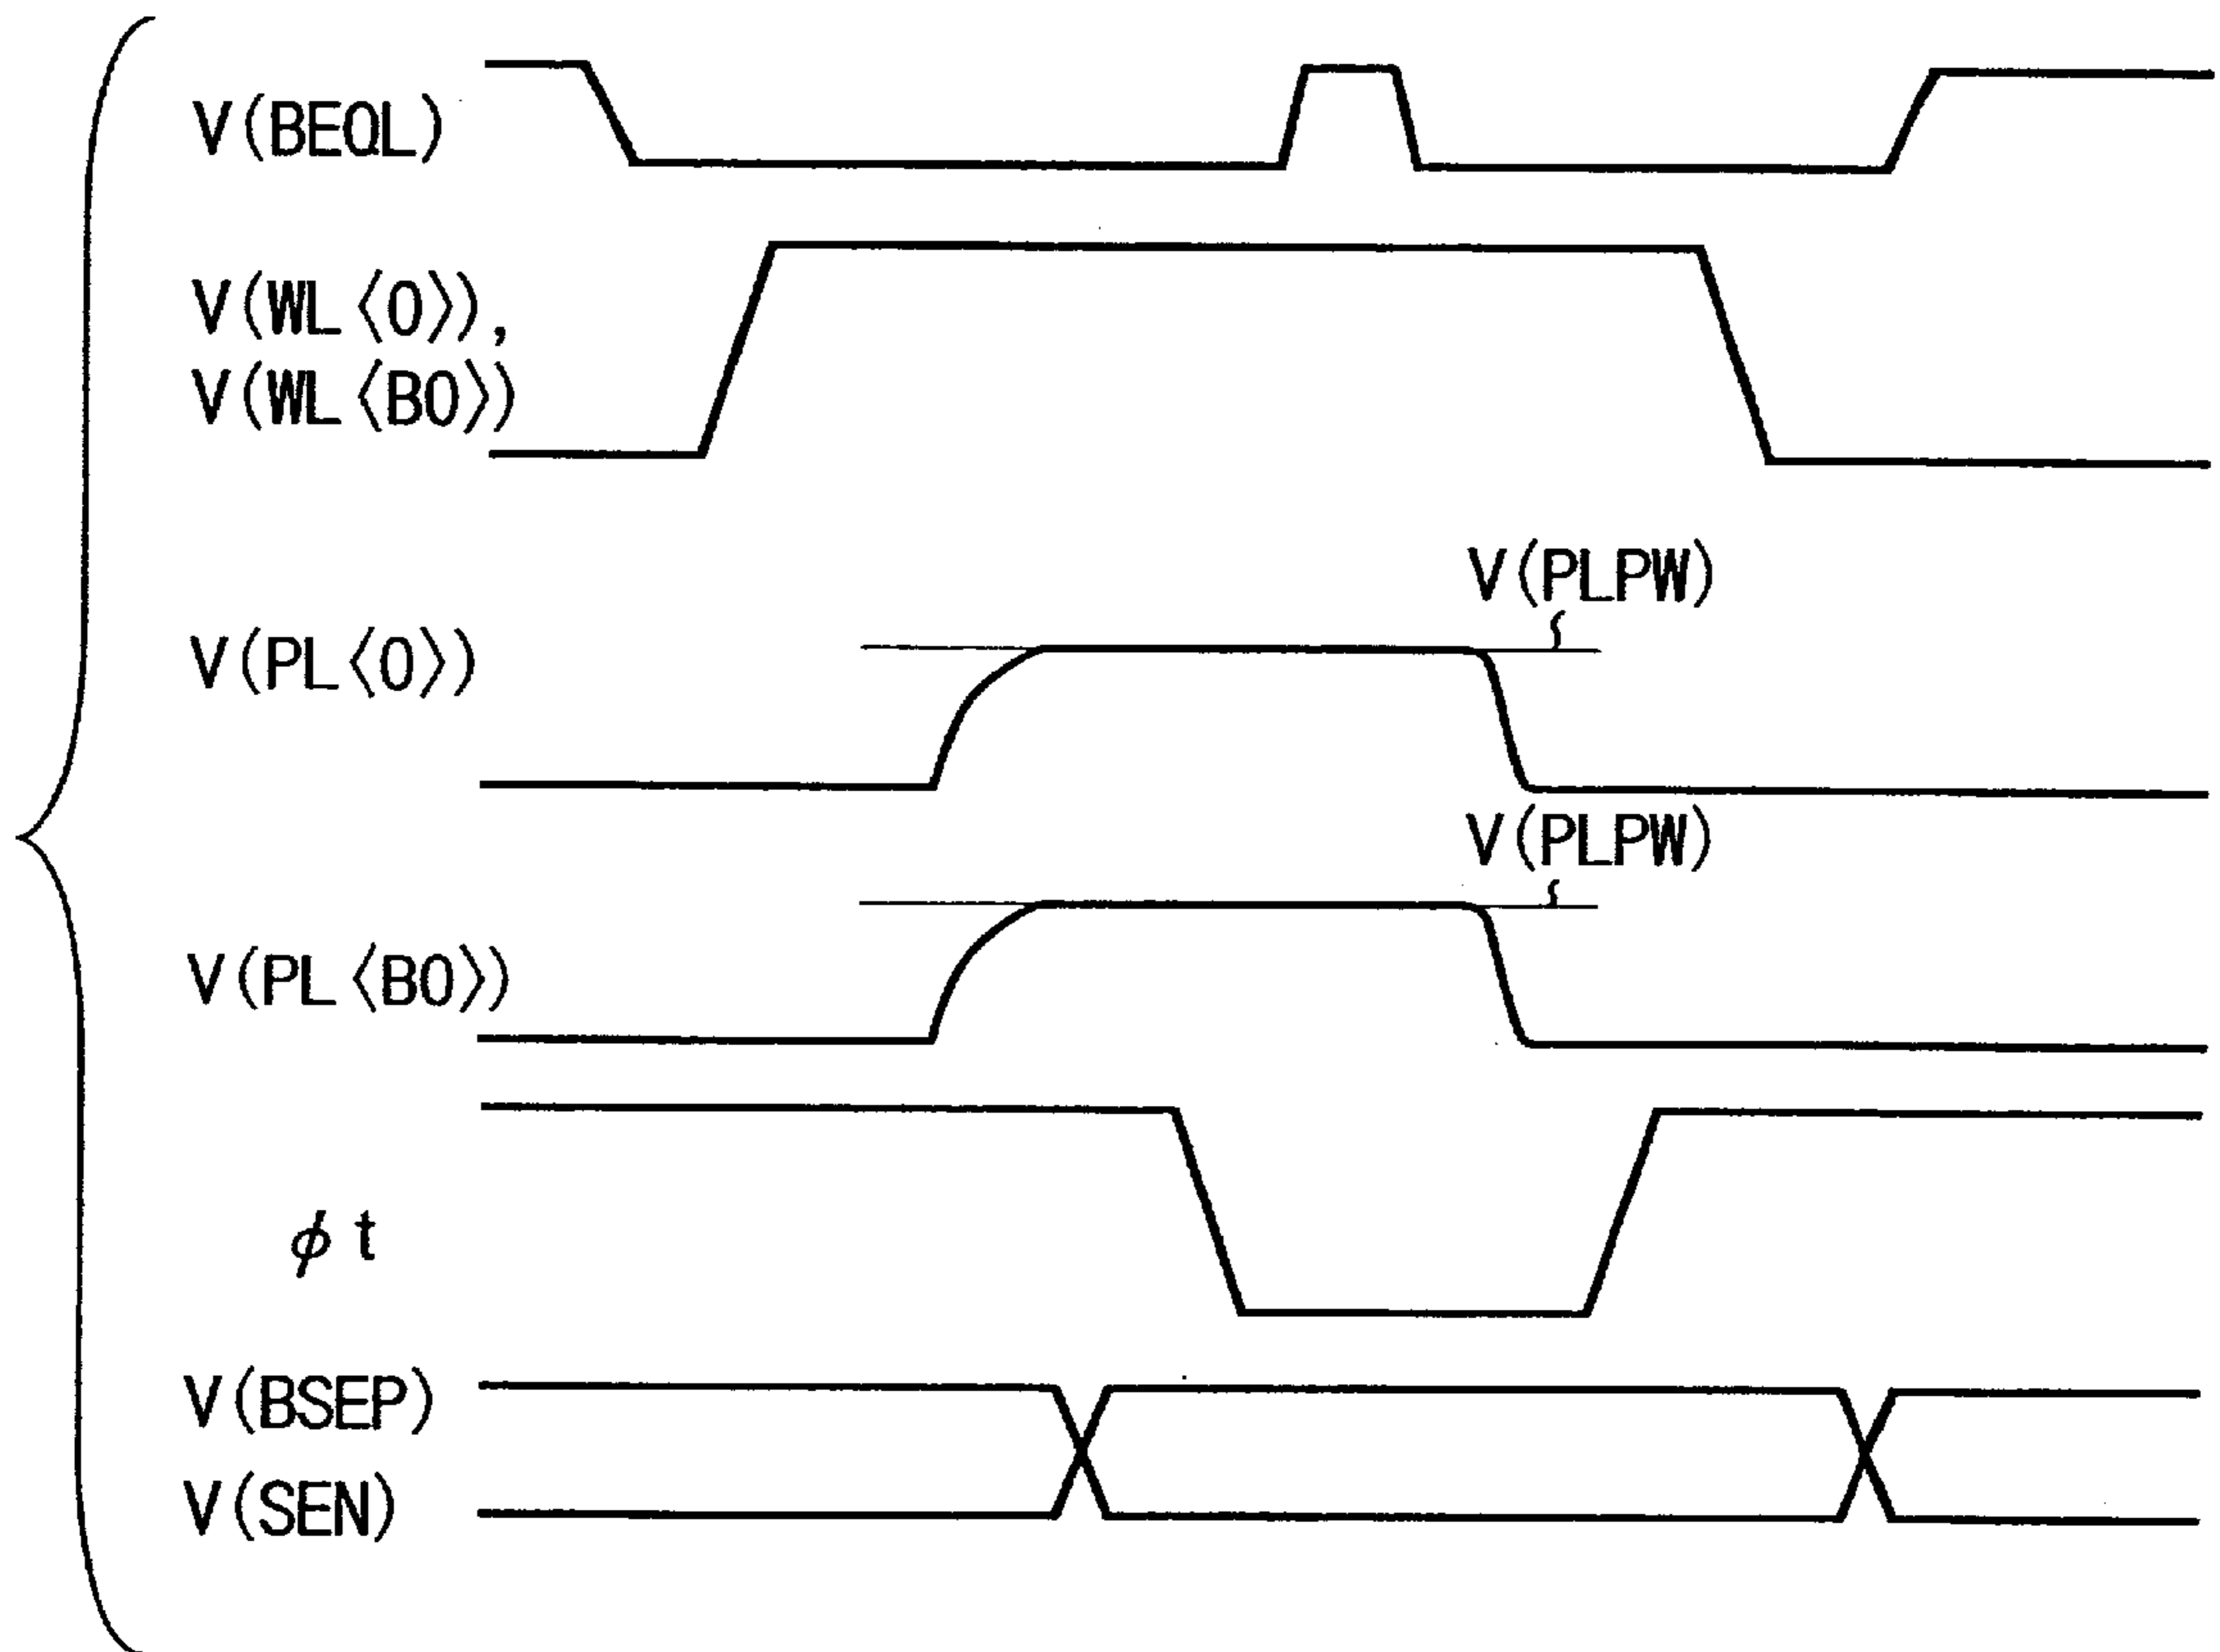 V(BEQL)
V(WL〈0〉),
V(WL〈B0〉)
V(PLPW)
V(PL〈0〉)
V(PLPW)
V(PL〈B0〉)
φt
V(BSEP)
V(SEN)